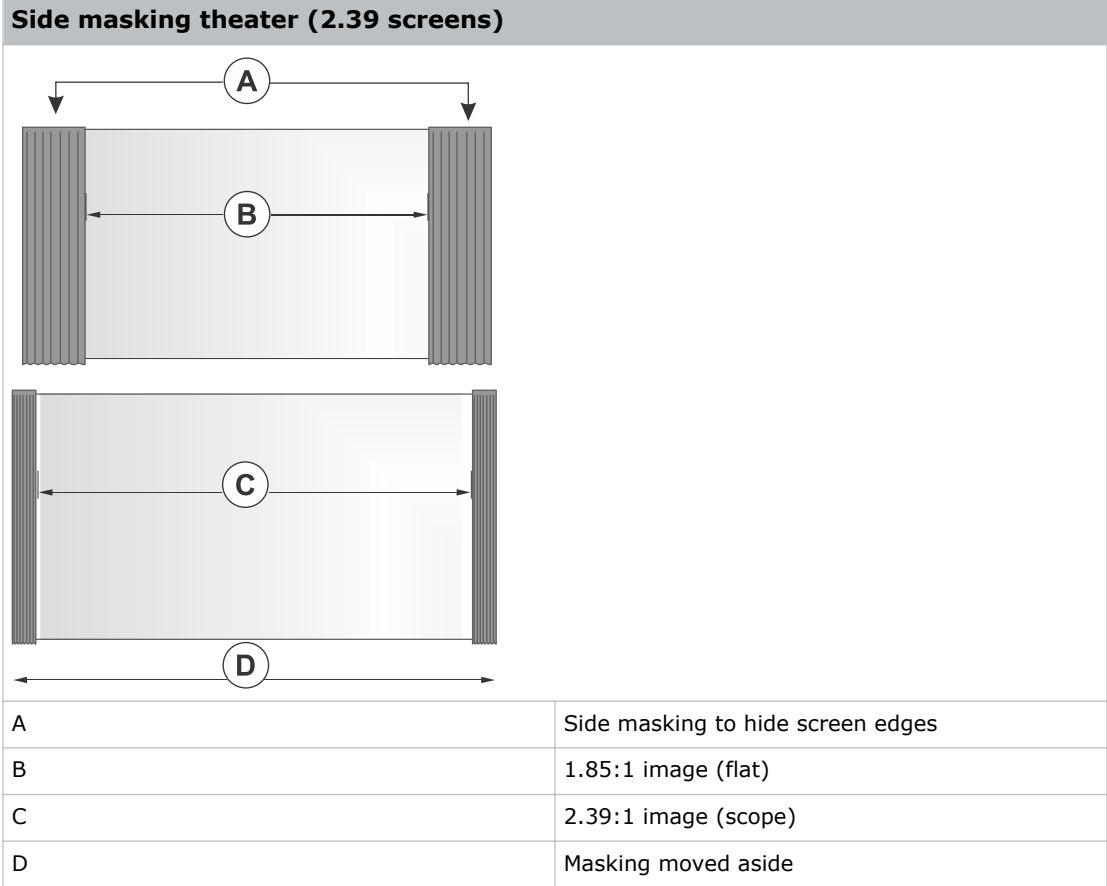 Side masking theater (2.39 screens)
A
B
C
D
A Side masking to hide screen edges
B 1.85:1 image (flat)
C 2.39:1 image (scope)
D Masking moved aside